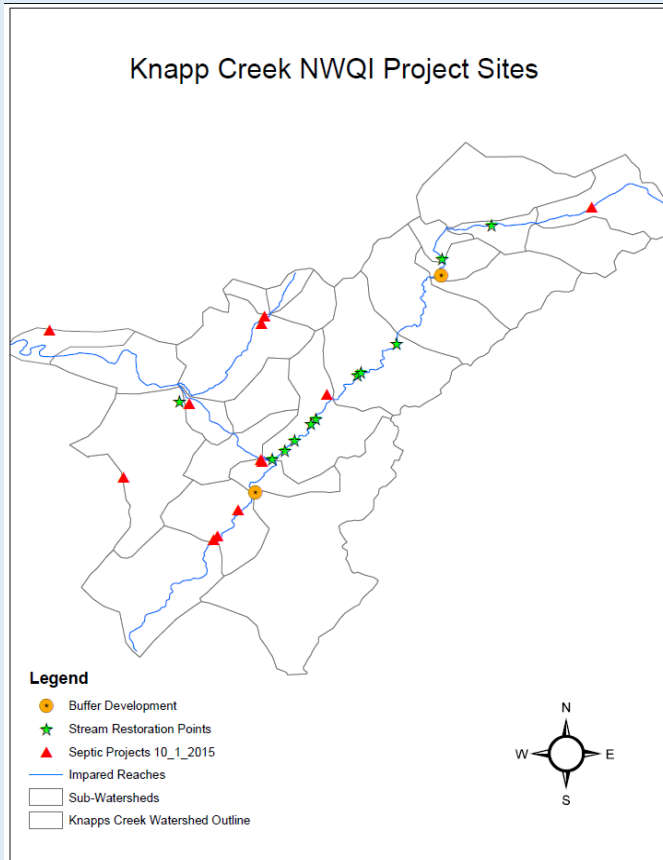 Knapp Creek NWQI Project Sites
Legend
Buffer Development
Stream Restoration Points
Septic Projects 10_1_2015
Impared Reaches
Sub-Watersheds
Knapps Creek Watershed Outline
N
W E
S